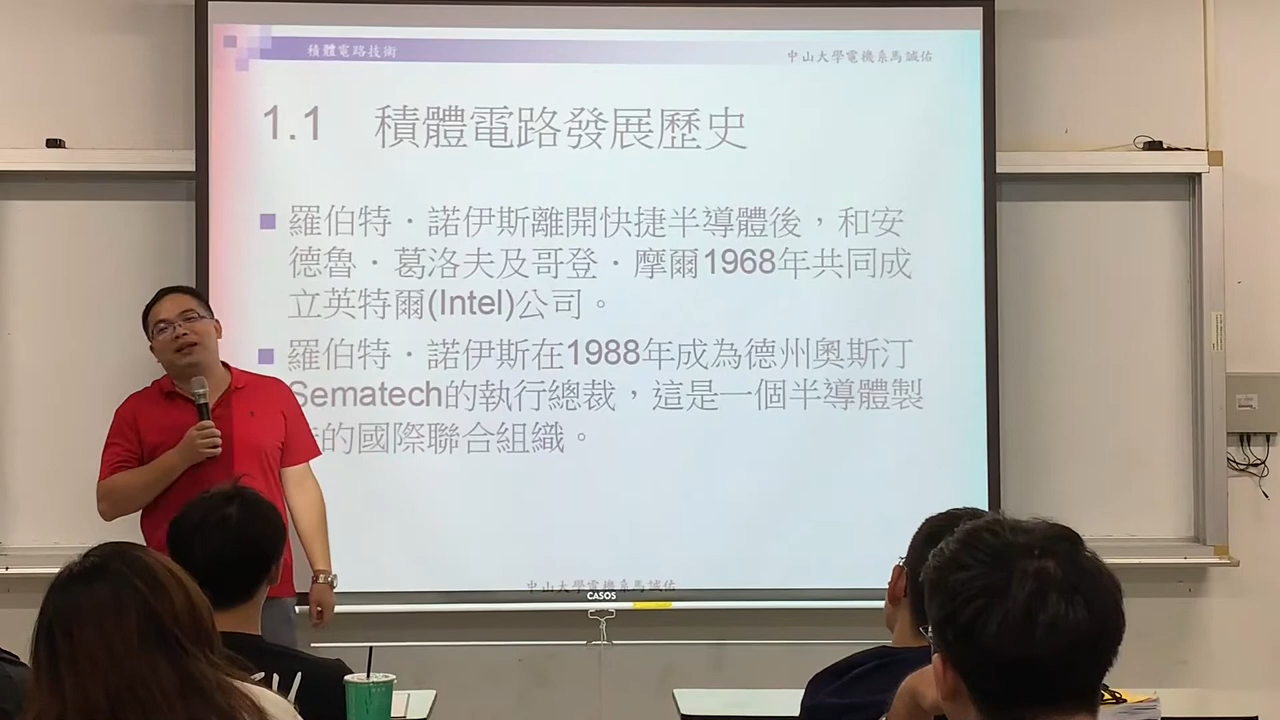 積體電路技術
中山大學電機系馬誠佑
1.1 積體電路發展歷史
羅伯特．諾伊斯離開快捷半導體後，和安
德魯．葛洛夫及哥登．摩爾1968年共同成
立英特爾(Intel)公司。
羅伯特．諾伊斯在1988年成為德州奧斯汀
Sematech的執行總裁，這是一個半導體製
的國際聯合組織。
中山大學電機系馬誠佑
CASOS